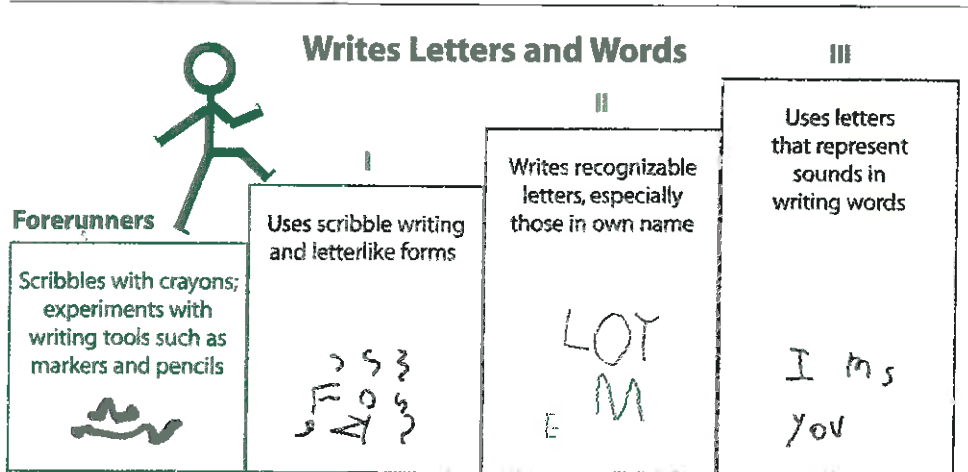 Writes Letters and Words
Forerunners
Scribbles with crayons;
experiments with
writing tools such as
markers and pencils
I
Uses scribble writing
and letterlike forms
II
Writes recognizable
letters, especially
those in own name
LOT
M
E
III
Uses letters
that represent
sounds in
writing words
I ms
you